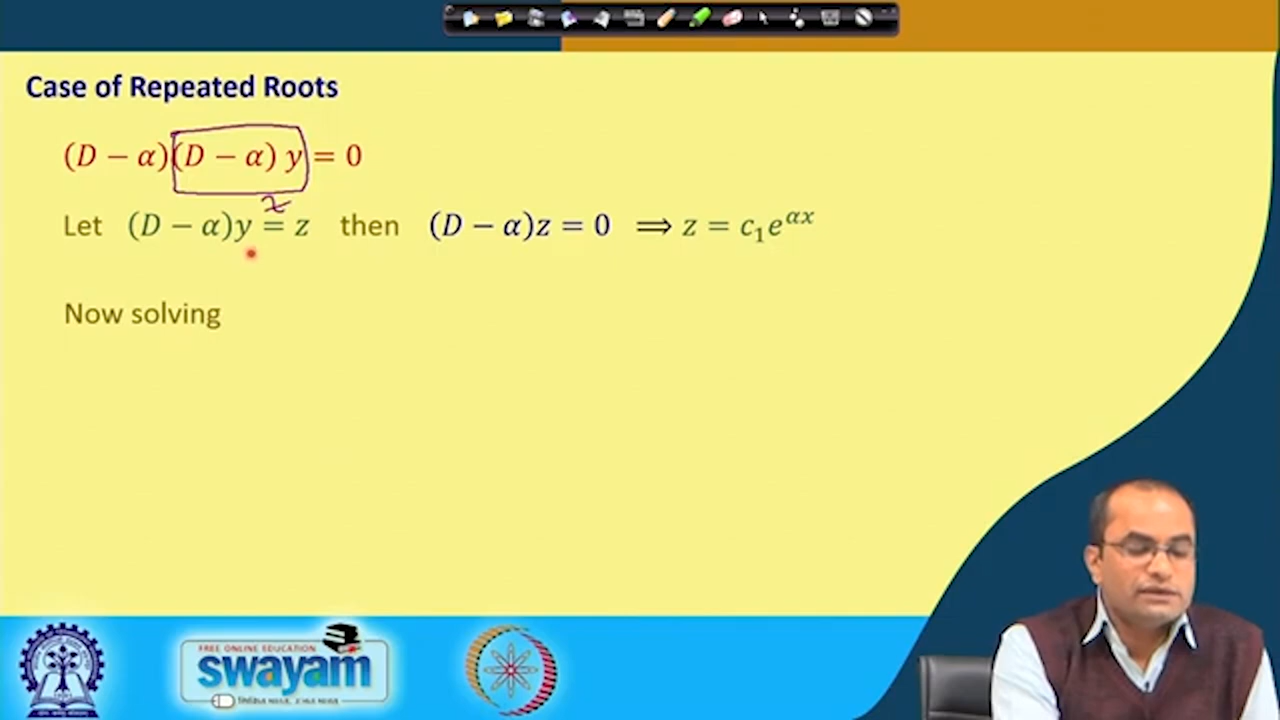 Case of Repeated Roots
(D − α)(D − α) y = 0
z
Let (D − α)y = z then (D − α)z = 0 ⟹ z = c₁e^{αx}
Now solving
FREE ONLINE EDUCATION
swayam